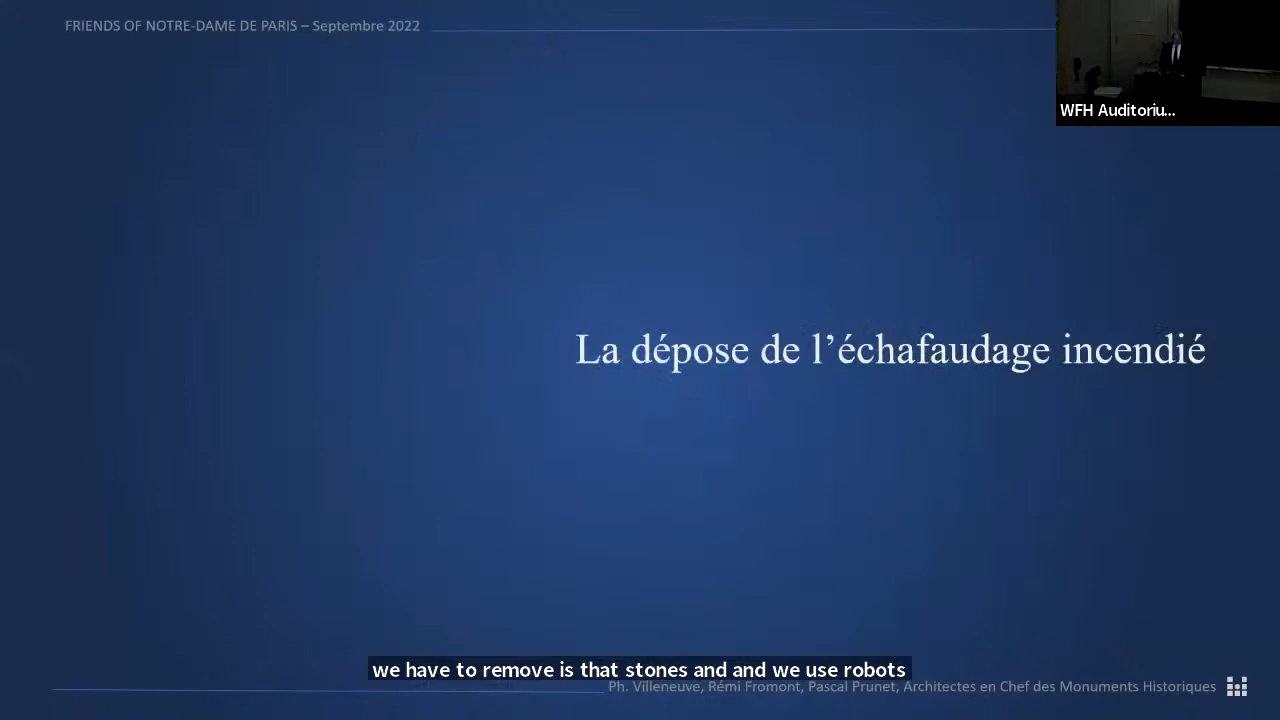 FRIENDS OF NOTRE-DAME DE PARIS – Septembre 2022
WFH Auditoriu...
La dépose de l’échafaudage incendié
we have to remove is that stones and and we use robots
Ph. Villeneuve, Rémi Fromont, Pascal Prunet, Architectes en Chef des Monuments Historiques